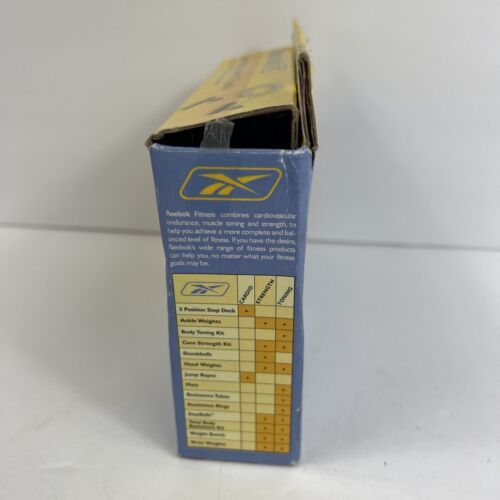 Reebok Fitness combines cardiovascular
endurance, muscle toning and strength, to
help you achieve a more complete and bal-
anced level of fitness. If you have the desire,
Reebok's wide range of fitness products
can help you, no matter what your fitness
goals may be.
CARDIO STRENGTH TONING
5 Position Step Deck
Ankle Weights
Body Toning Kit
Core Strength Kit
Dumbbells
Hand Weights
Jump Ropes
Mats
Resistance Tubes
Resistance Rings
StayBalls™
Total Body
Resistance Kit
Weight Bench
Wrist Weights